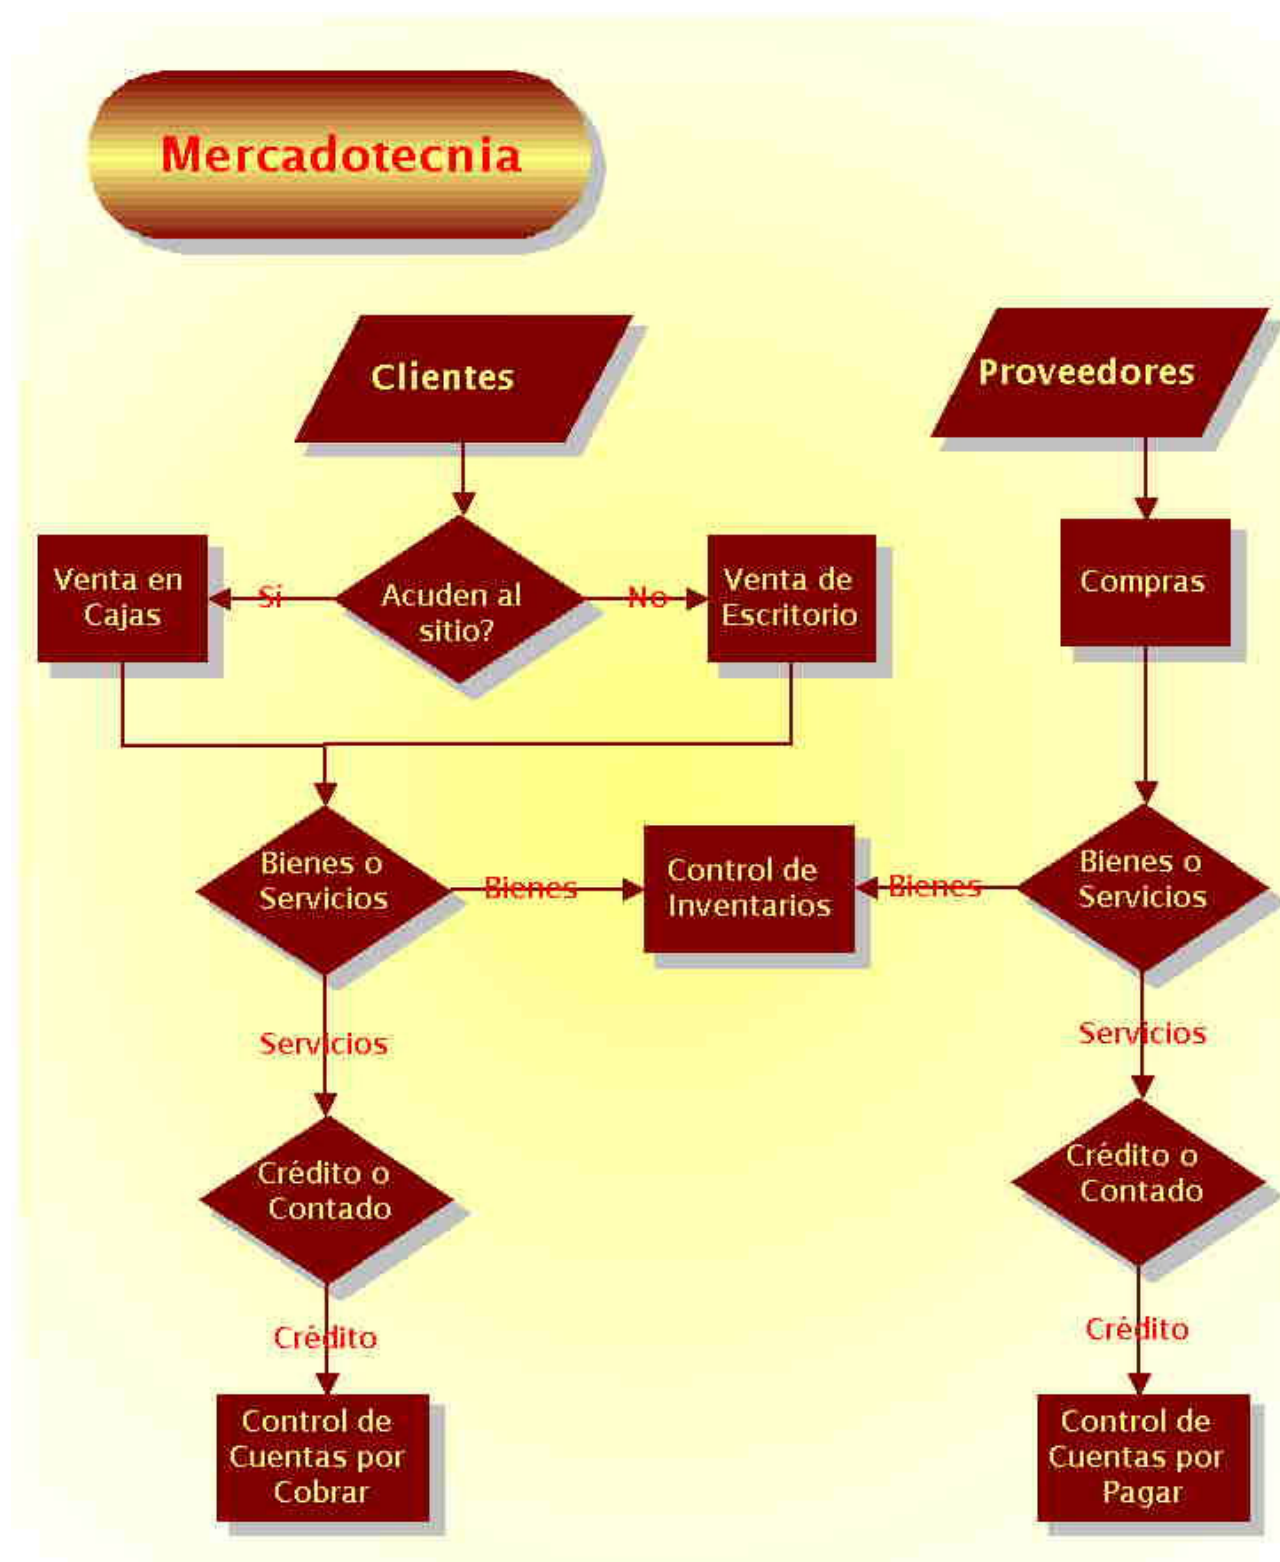 Mercadotecnia
Clientes
Proveedores
Venta en
Cajas
Si
Acuden al
sitio?
No
Venta de
Escritorio
Compras
Bienes o
Servicios
Bienes
Control de
Inventarios
Bienes
Bienes o
Servicios
Servicios
Servicios
Crédito o
Contado
Crédito o
Contado
Crédito
Crédito
Control de
Cuentas por
Cobrar
Control de
Cuentas por
Pagar